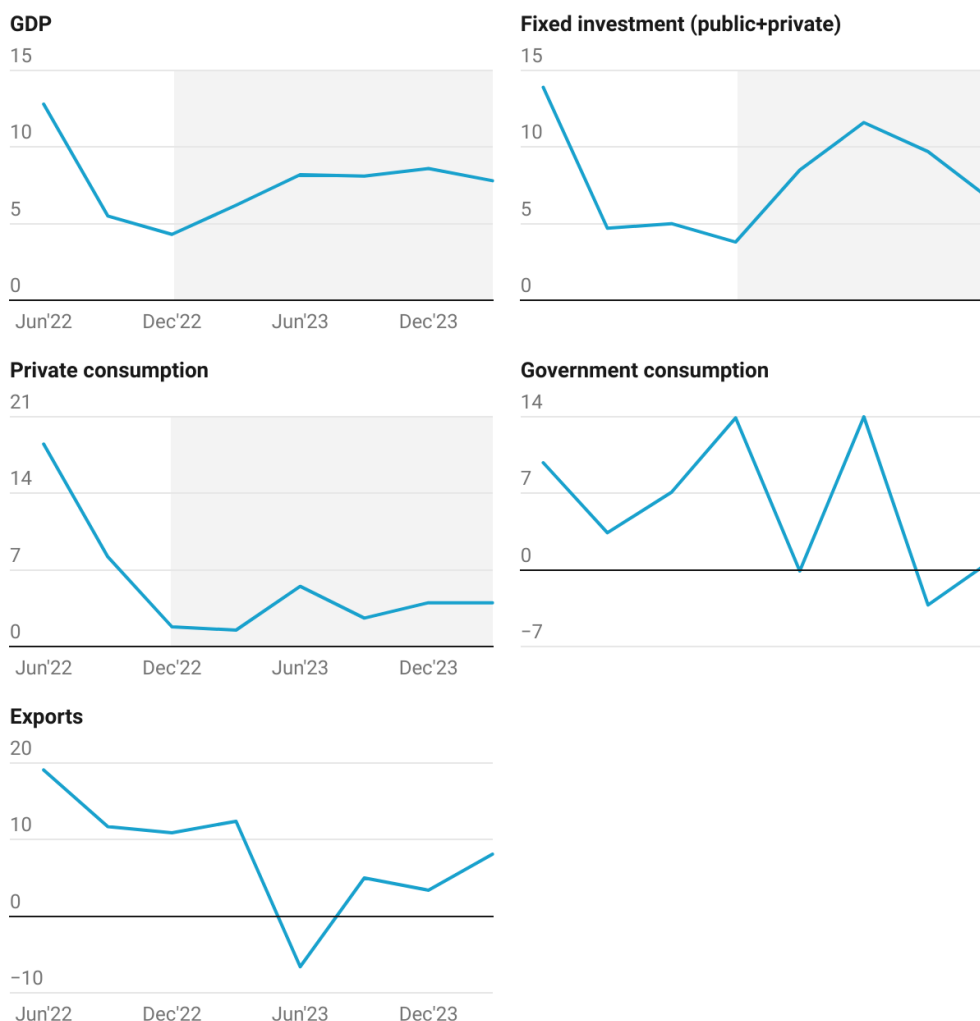 GDP
15
10
5
0
Jun'22 Dec'22 Jun'23 Dec'23
Fixed investment (public+private)
15
10
5
0
Private consumption
21
14
7
0
Jun'22 Dec'22 Jun'23 Dec'23
Government consumption
14
7
0
−7
Exports
20
10
0
−10
Jun'22 Dec'22 Jun'23 Dec'23